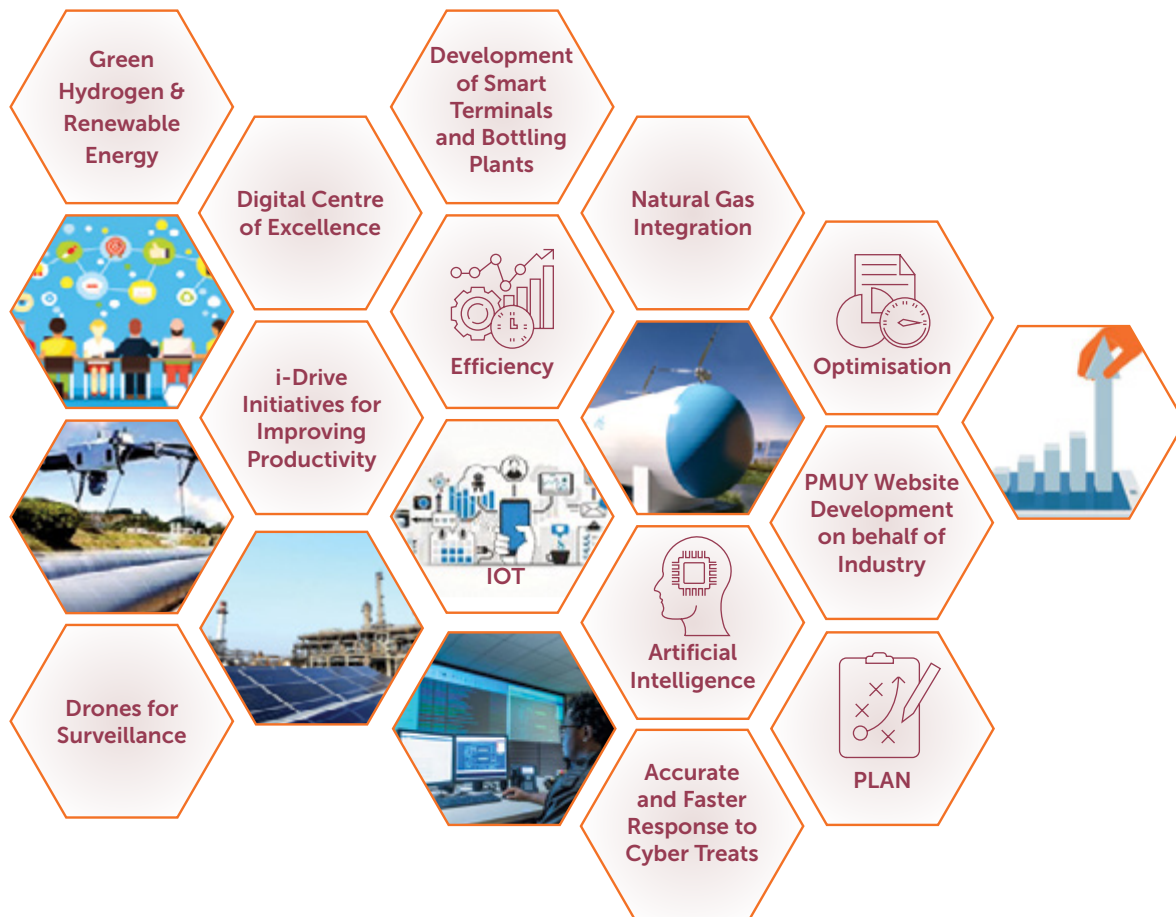 Green
Hydrogen &
Renewable
Energy
Development
of Smart
Terminals
and Bottling
Plants
Digital Centre
of Excellence
Natural Gas
Integration
Efficiency
Optimisation
i-Drive
Initiatives for
Improving
Productivity
PMUY Website
Development
on behalf of
Industry
IOT
Artificial
Intelligence
Drones for
Surveillance
PLAN
Accurate
and Faster
Response to
Cyber Treats